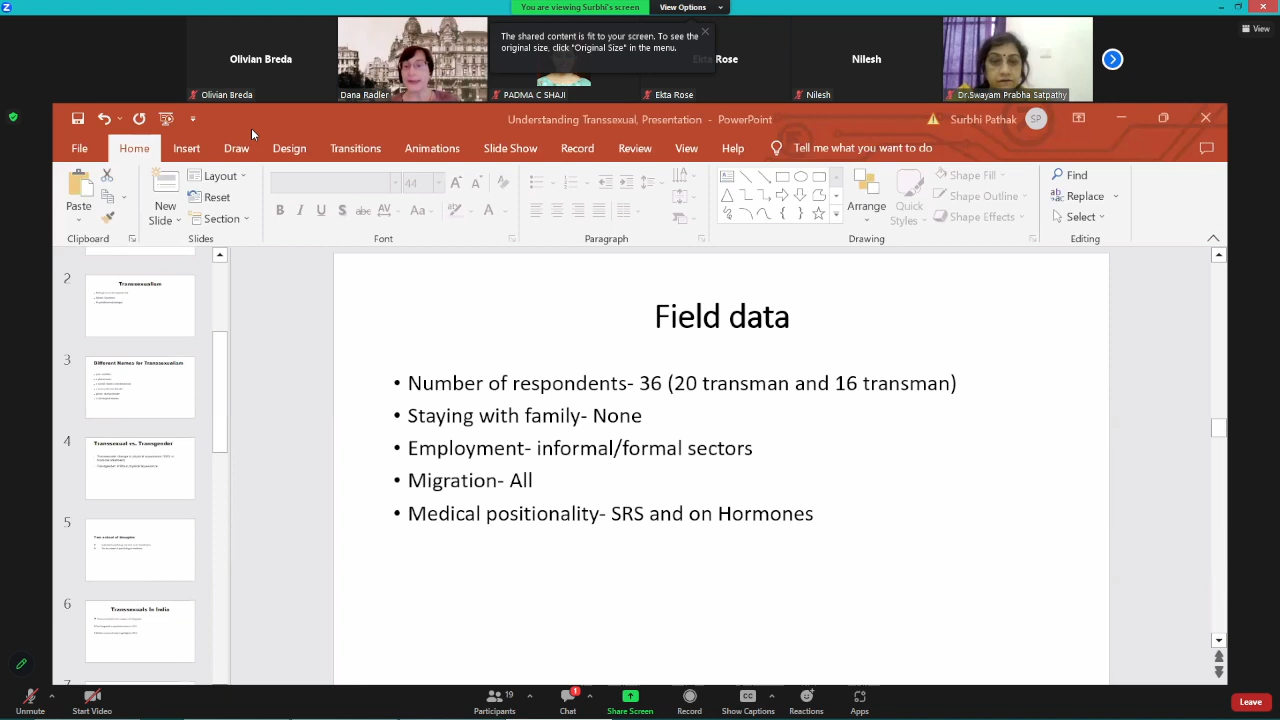 You are viewing Surbhi's screen
View Options
View
The shared content is fit to your screen. To see the
original size, click "Original Size" in the menu.
Olivian Breda
Ekta Rose
Nilesh
Olivian Breda
Dana Radler
PADMA C SHAJI
Ekta Rose
Nilesh
Dr.Swayam Prabha Satpathy
Understanding Transsexual, Presentation - PowerPoint
Surbhi Pathak
SP
File
Home
Insert
Draw
Design
Transitions
Animations
Slide Show
Record
Review
View
Help
Tell me what you want to do
Paste
New
Slide
Layout
Reset
Section
44
Arrange
Quick
Styles
Shape Fill
Shape Outline
Shape Effects
Find
Replace
Select
Clipboard
Slides
Font
Paragraph
Drawing
Editing
2
Transsexualism
3
Different Names for Transsexualism
4
Transsexual vs. Transgender
5
6
Transsexuals In India
7
Field data
• Number of respondents- 36 (20 transman and 16 transman)
• Staying with family- None
• Employment- informal/formal sectors
• Migration- All
• Medical positionality- SRS and on Hormones
Unmute
Start Video
Participants
19
Chat
1
Share Screen
Record
Show Captions
Reactions
Apps
Leave